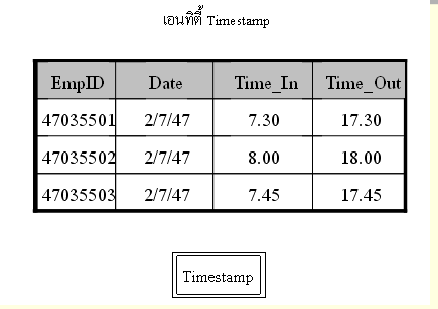 เอนทิตี้ Timestamp
EmpID Date Time_In Time_Out
47035501 2/7/47 7.30 17.30
47035502 2/7/47 8.00 18.00
47035503 2/7/47 7.45 17.45
Timestamp